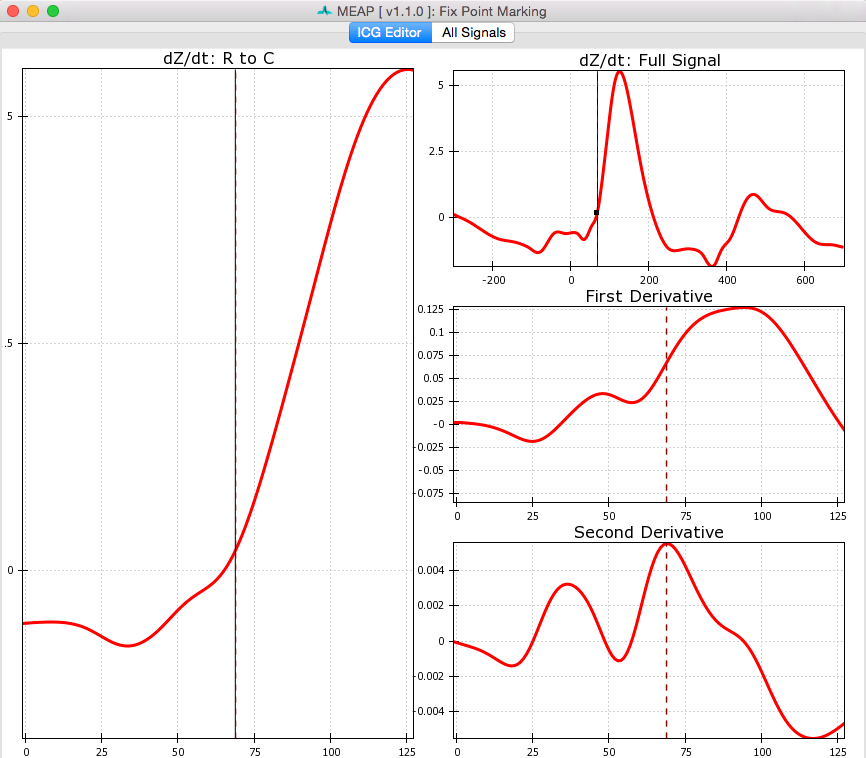 MEAP [ v1.1.0 ]: Fix Point Marking
ICG Editor All Signals
dZ/dt: R to C
5
.5
0
0 25 50 75 100 125
dZ/dt: Full Signal
5
2.5
0
-200 0 200 400 600
First Derivative
0.125
0.1
0.075
0.05
0.025
-0
-0.025
-0.05
-0.075
0 25 50 75 100 125
Second Derivative
0.004
0.002
0
-0.002
-0.004
0 25 50 75 100 125